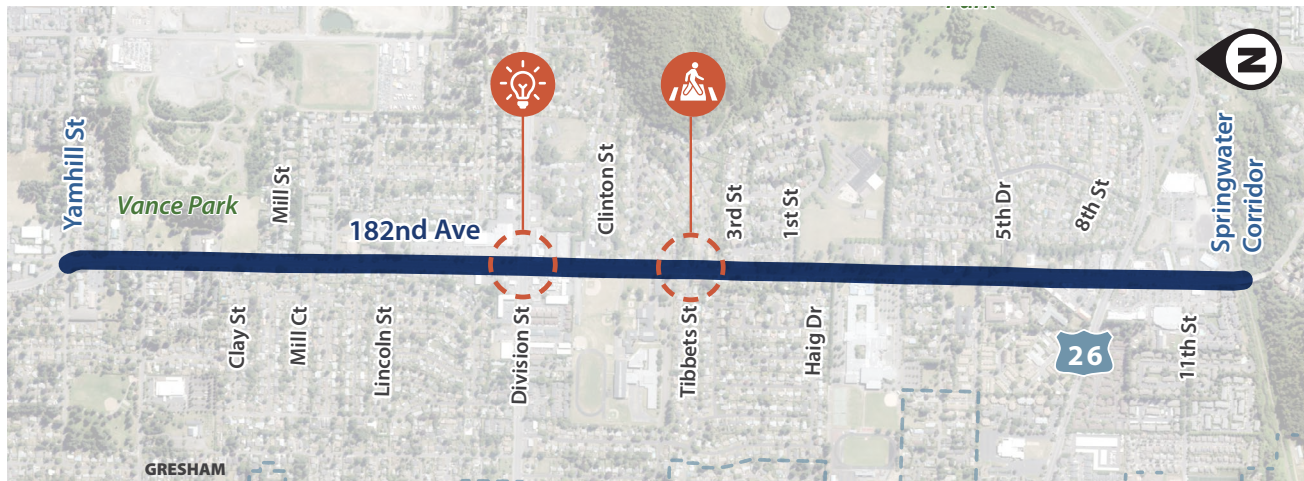 Park
N
Yamhill St
Vance Park
Mill St
182nd Ave
Clinton St
3rd St
1st St
5th Dr
8th St
Springwater
Corridor
Clay St
Mill Ct
Lincoln St
Division St
Tibbets St
Haig Dr
26
11th St
GRESHAM